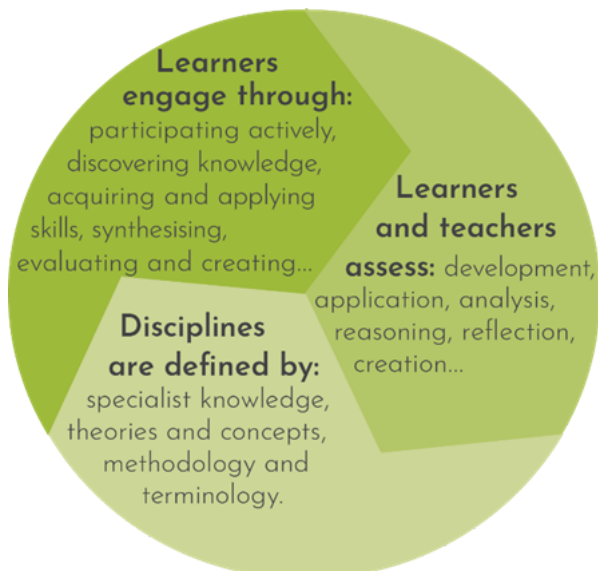 Learners
engage through:
participating actively,
discovering knowledge,
acquiring and applying
skills, synthesising,
evaluating and creating...
Learners
and teachers
assess: development,
application, analysis,
reasoning, reflection,
creation...
Disciplines
are defined by:
specialist knowledge,
theories and concepts,
methodology and
terminology.